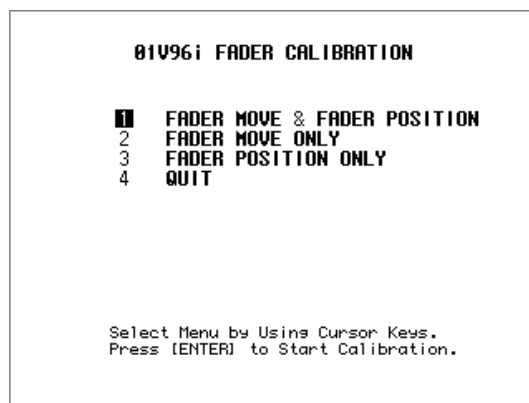 01V96i FADER CALIBRATION
1 FADER MOVE & FADER POSITION
2 FADER MOVE ONLY
3 FADER POSITION ONLY
4 QUIT
Select Menu by Using Cursor Keys.
Press [ENTER] to Start Calibration.